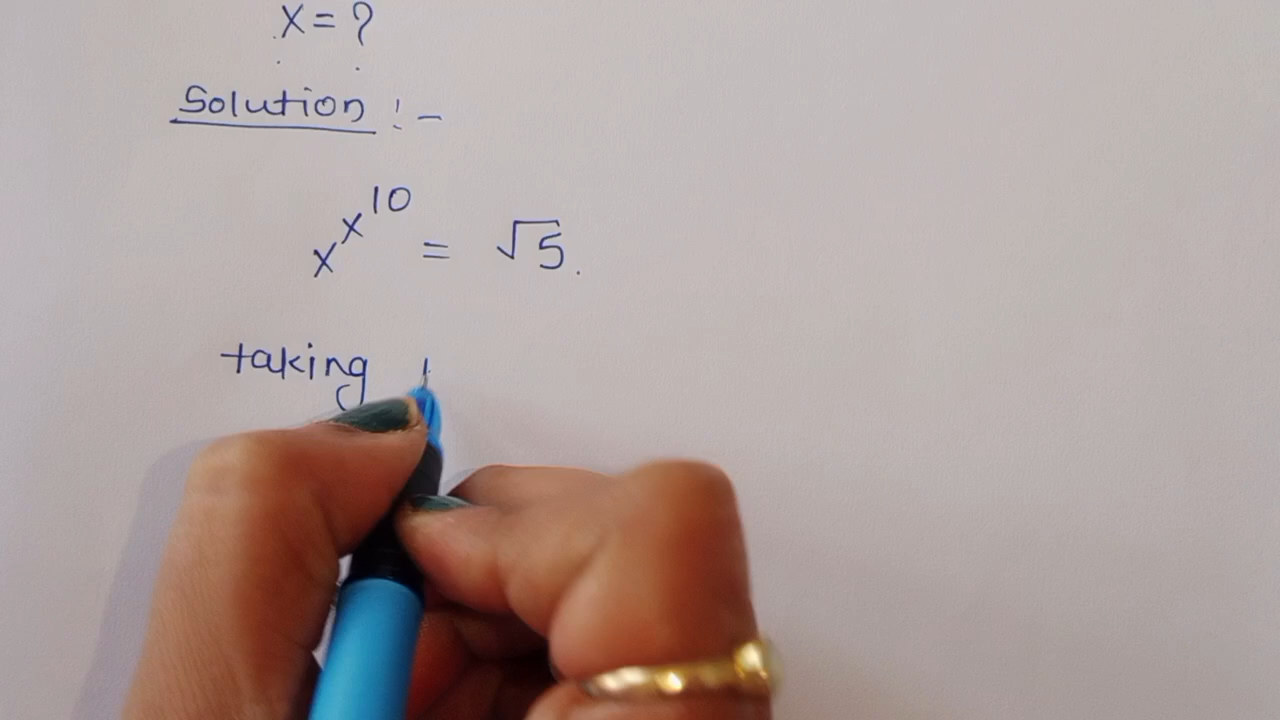 x = ?
Solution :-
x^x^10 = √5.
taking